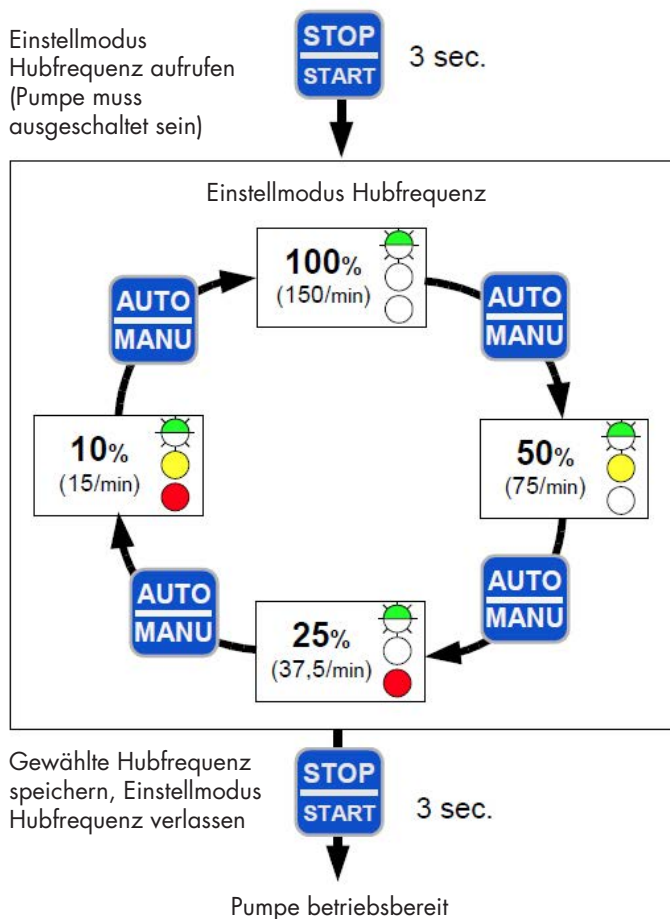 Einstellmodus
Hubfrequenz aufrufen
(Pumpe muss
ausgeschaltet sein)
STOP
START
3 sec.
Einstellmodus Hubfrequenz
100%
(150/min)
AUTO
MANU
AUTO
MANU
10%
(15/min)
50%
(75/min)
AUTO
MANU
AUTO
MANU
25%
(37,5/min)
Gewählte Hubfrequenz
speichern, Einstellmodus
Hubfrequenz verlassen
STOP
START
3 sec.
Pumpe betriebsbereit